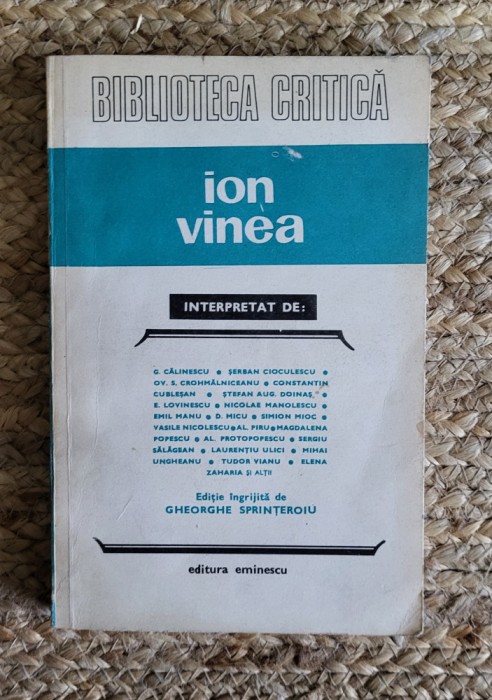 BIBLIOTECA CRITICĂ
ion
vinea
INTERPRETAT DE:
G. CĂLINESCU • ŞERBAN CIOCULESCU •
OV. S. CROHMĂLNICEANU • CONSTANTIN
CUBLEŞAN • ŞTEFAN AUG. DOINAŞ •
E. LOVINESCU • NICOLAE MANOLESCU •
EMIL MANU • D. MICU • SIMION MIOC •
VASILE NICOLESCU • AL. PIRU • MAGDALENA
POPESCU • AL. PROTOPOPESCU • SERGIU
SĂLĂGEAN • LAURENŢIU ULICI • MIHAI
UNGHEANU • TUDOR VIANU • ELENA
ZAHARIA ŞI ALŢII
Ediţie îngrijită de
GHEORGHE SPRINŢEROIU
editura eminescu